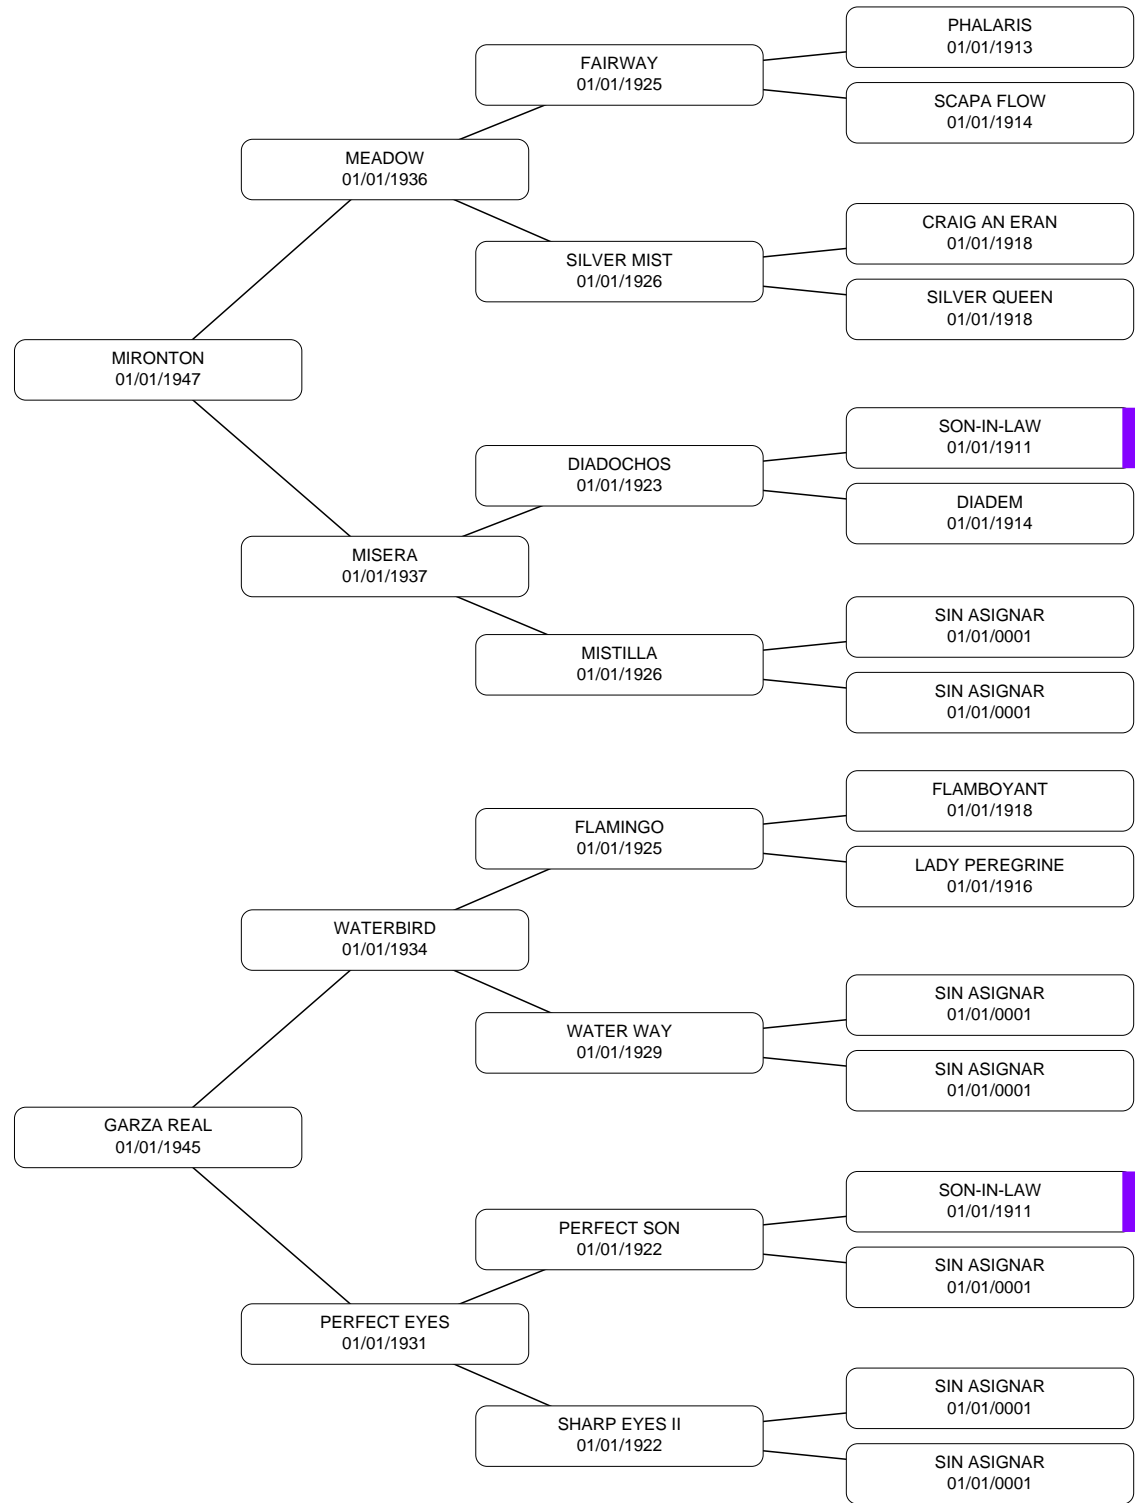 PHALARIS
01/01/1913
FAIRWAY
01/01/1925
SCAPA FLOW
01/01/1914
MEADOW
01/01/1936
CRAIG AN ERAN
01/01/1918
SILVER MIST
01/01/1926
SILVER QUEEN
01/01/1918
MIRONTON
01/01/1947
SON-IN-LAW
01/01/1911
DIADOCHOS
01/01/1923
DIADEM
01/01/1914
MISERA
01/01/1937
SIN ASIGNAR
01/01/0001
MISTILLA
01/01/1926
SIN ASIGNAR
01/01/0001
FLAMBOYANT
01/01/1918
FLAMINGO
01/01/1925
LADY PEREGRINE
01/01/1916
WATERBIRD
01/01/1934
SIN ASIGNAR
01/01/0001
WATER WAY
01/01/1929
SIN ASIGNAR
01/01/0001
GARZA REAL
01/01/1945
SON-IN-LAW
01/01/1911
PERFECT SON
01/01/1922
SIN ASIGNAR
01/01/0001
PERFECT EYES
01/01/1931
SIN ASIGNAR
01/01/0001
SHARP EYES II
01/01/1922
SIN ASIGNAR
01/01/0001